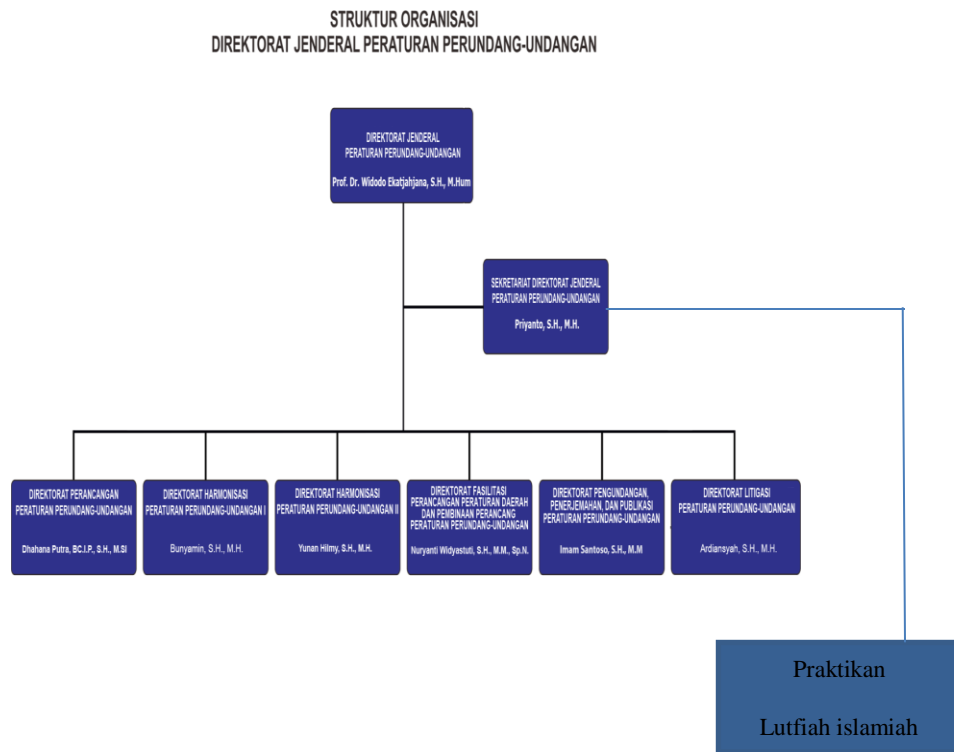 STRUKTUR ORGANISASI
DIREKTORAT JENDERAL PERATURAN PERUNDANG-UNDANGAN
DIREKTORAT JENDERAL
PERATURAN PERUNDANG-UNDANGAN
Prof. Dr. Widodo Ekatjahjana, S.H., M.Hum
SEKRETARIAT DIREKTORAT JENDERAL
PERATURAN PERUNDANG-UNDANGAN
Priyanto, S.H., M.H.
DIREKTORAT PERANCANGAN
PERATURAN PERUNDANG-UNDANGAN
Dhahana Putra, BC.I.P., S.H., M.SI
DIREKTORAT HARMONISASI
PERATURAN PERUNDANG-UNDANGAN I
Bunyamin, S.H., M.H.
DIREKTORAT HARMONISASI
PERATURAN PERUNDANG-UNDANGAN II
Yunan Hilmy, S.H., M.H.
DIREKTORAT FASILITASI
PERANCANGAN PERATURAN DAERAH
DAN PEMBINAAN PERANCANG
PERATURAN PERUNDANG-UNDANGAN
Nuryanti Widyastuti, S.H., M.M., Sp.N.
DIREKTORAT PENGUNDANGAN,
PENERJEMAHAN, DAN PUBLIKASI
PERATURAN PERUNDANG-UNDANGAN
Imam Santoso, S.H., M.M
DIREKTORAT LITIGASI
PERATURAN PERUNDANG-UNDANGAN
Ardiansyah, S.H., M.H.
Praktikan
Lutfiah islamiah